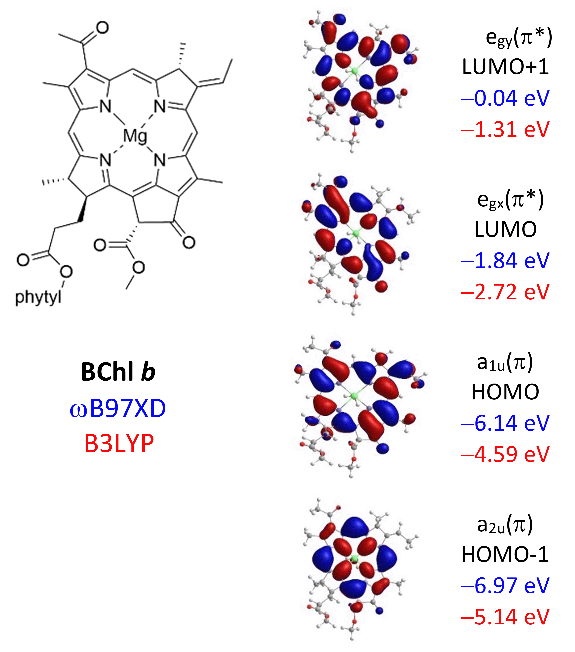 O
O
N
N
Mg
N
N
O
O
O
O
O
phytyl
BChl b
ωB97XD
B3LYP
egy(π*)
LUMO+1
−0.04 eV
−1.31 eV
egx(π*)
LUMO
−1.84 eV
−2.72 eV
a1u(π)
HOMO
−6.14 eV
−4.59 eV
a2u(π)
HOMO-1
−6.97 eV
−5.14 eV